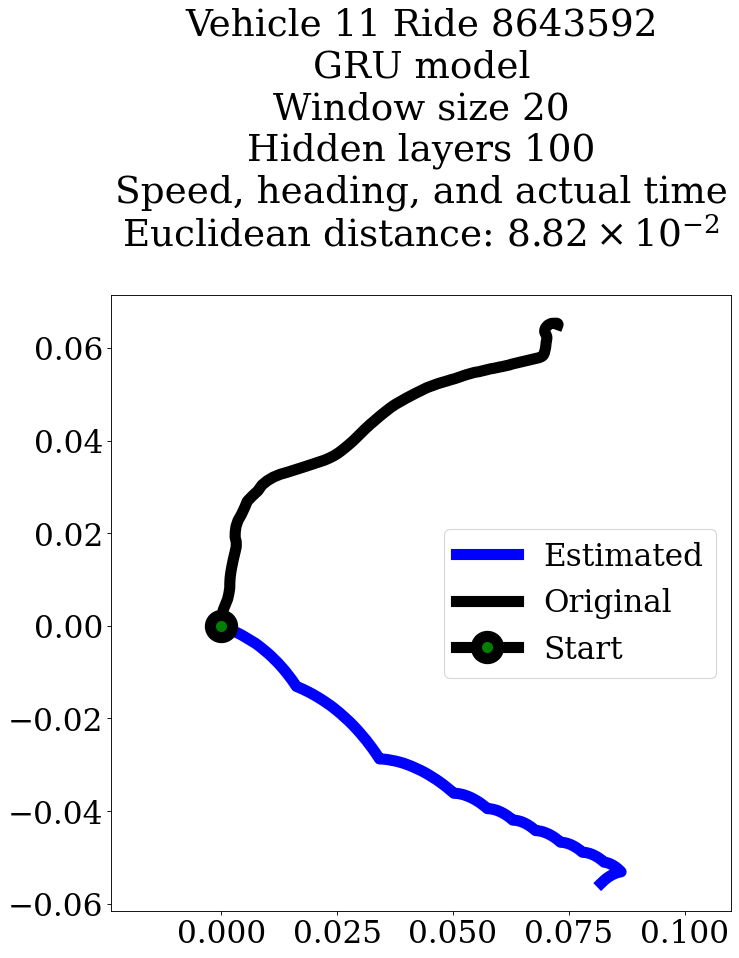 Vehicle 11 Ride 8643592
GRU model
Window size 20
Hidden layers 100
Speed, heading, and actual time
Euclidean distance: 8.82 × 10⁻²
0.06
0.04
0.02
0.00
−0.02
−0.04
−0.06
Estimated
Original
Start
0.000 0.025 0.050 0.075 0.100